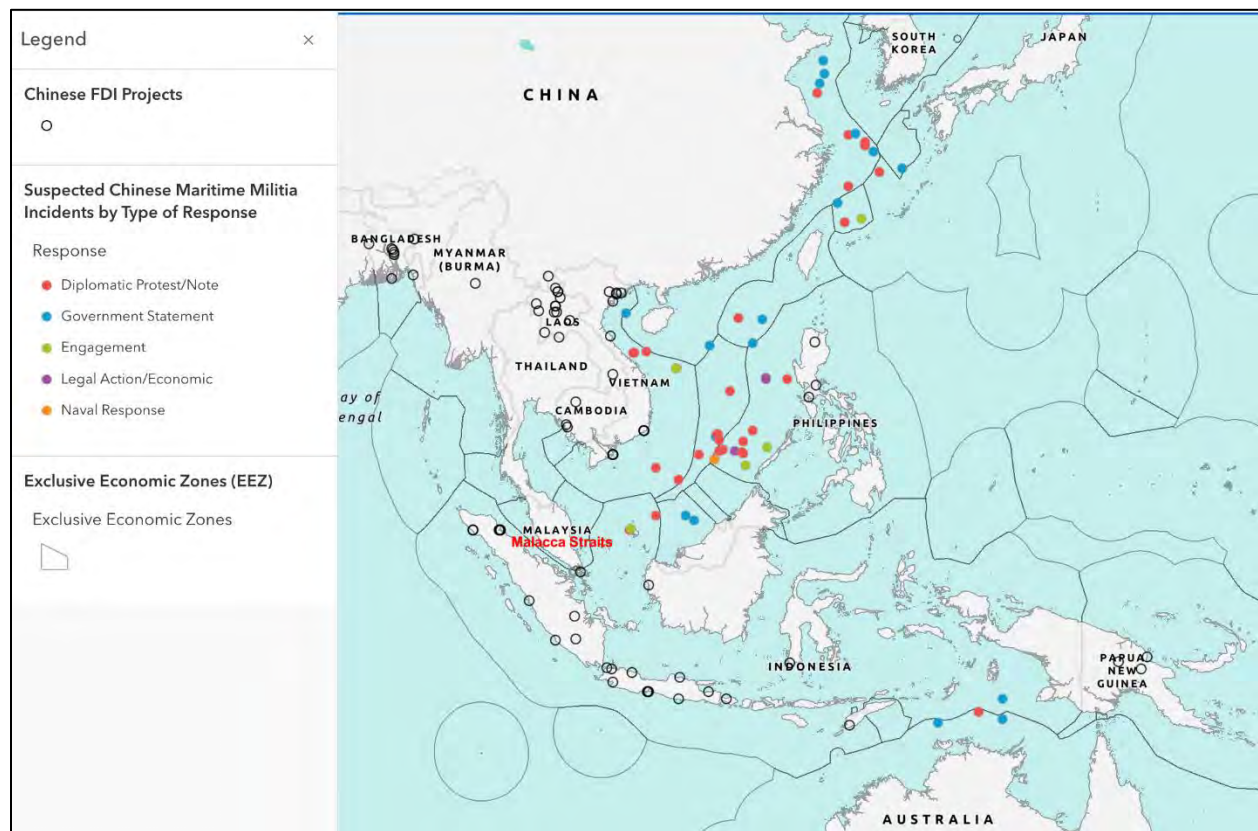 Legend ×
Chinese FDI Projects
Suspected Chinese Maritime Militia
Incidents by Type of Response
Response
Diplomatic Protest/Note
Government Statement
Engagement
Legal Action/Economic
Naval Response
Exclusive Economic Zones (EEZ)
Exclusive Economic Zones
SOUTH
KOREA
JAPAN
CHINA
BANGLADESH
MYANMAR
(BURMA)
LAOS
THAILAND
VIETNAM
ay of
engal
CAMBODIA
PHILIPPINES
MALAYSIA
Malacca Straits
INDONESIA
PAPUA
NEW
GUINEA
AUSTRALIA